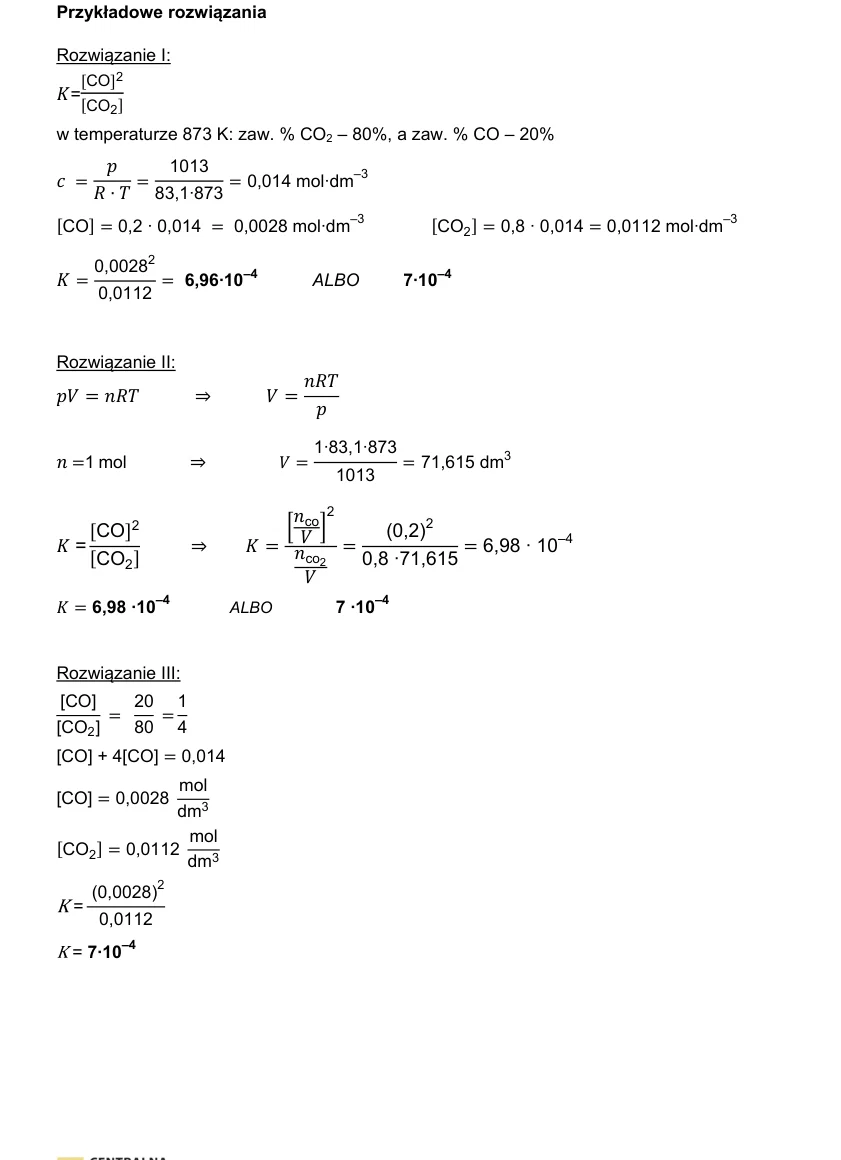 Przykładowe rozwiązania
Rozwiązanie I:
K=[CO]²/[CO₂]
w temperaturze 873 K: zaw. % CO₂ – 80%, a zaw. % CO – 20%
c = p/(R · T) = 1013/(83,1·873) = 0,014 mol·dm⁻³
[CO] = 0,2 · 0,014 = 0,0028 mol·dm⁻³ [CO₂] = 0,8 · 0,014 = 0,0112 mol·dm⁻³
K = 0,0028²/0,0112 = 6,96·10⁻⁴ ALBO 7·10⁻⁴
Rozwiązanie II:
pV = nRT ⇒ V = nRT/p
n =1 mol ⇒ V = 1·83,1·873/1013 = 71,615 dm³
K =[CO]²/[CO₂] ⇒ K = [n_co/V]²/(n_co₂/V) = (0,2)²/(0,8 ·71,615) = 6,98 · 10⁻⁴
K = 6,98 ·10⁻⁴ ALBO 7 ·10⁻⁴
Rozwiązanie III:
[CO]/[CO₂] = 20/80 =1/4
[CO] + 4[CO] = 0,014
[CO] = 0,0028 mol/dm³
[CO₂] = 0,0112 mol/dm³
K=(0,0028)²/0,0112
K= 7·10⁻⁴